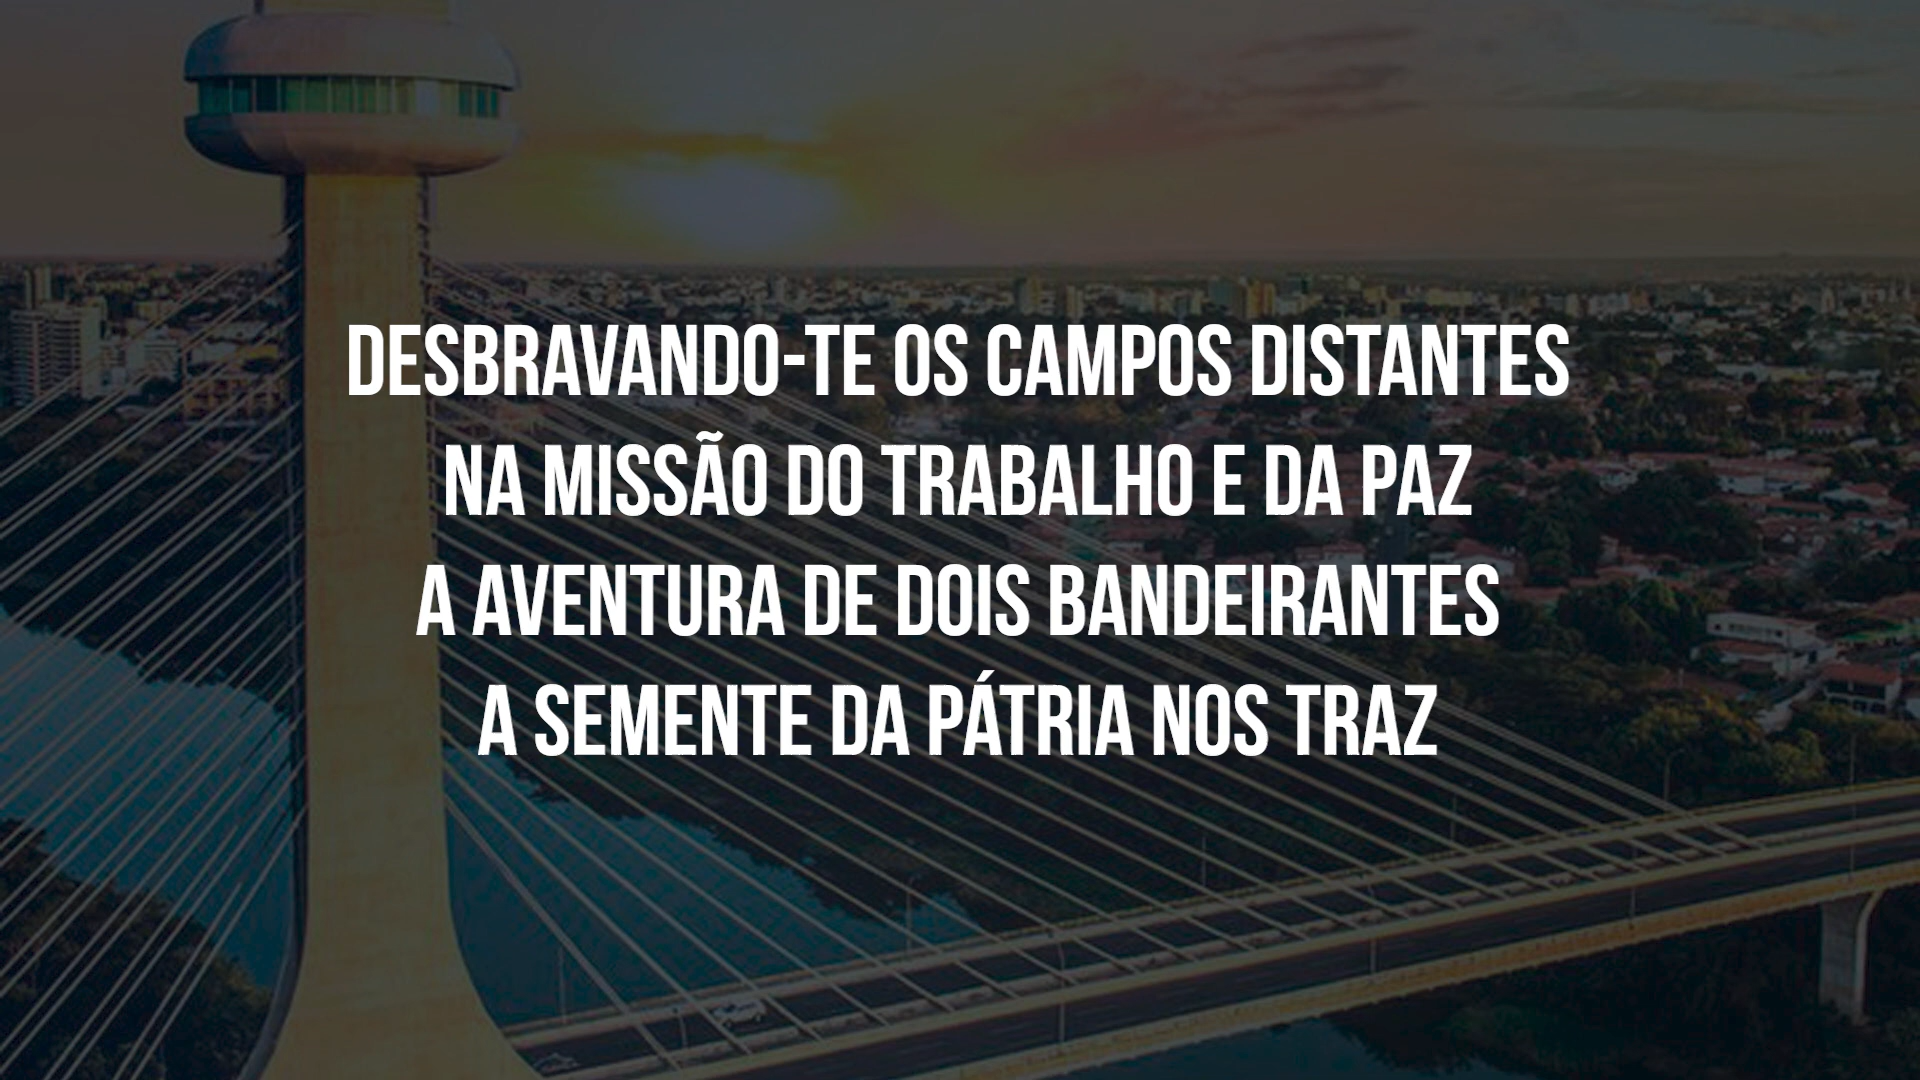 DESBRAVANDO-TE OS CAMPOS DISTANTES
NA MISSÃO DO TRABALHO E DA PAZ
A AVENTURA DE DOIS BANDEIRANTES
A SEMENTE DA PÁTRIA NOS TRAZ